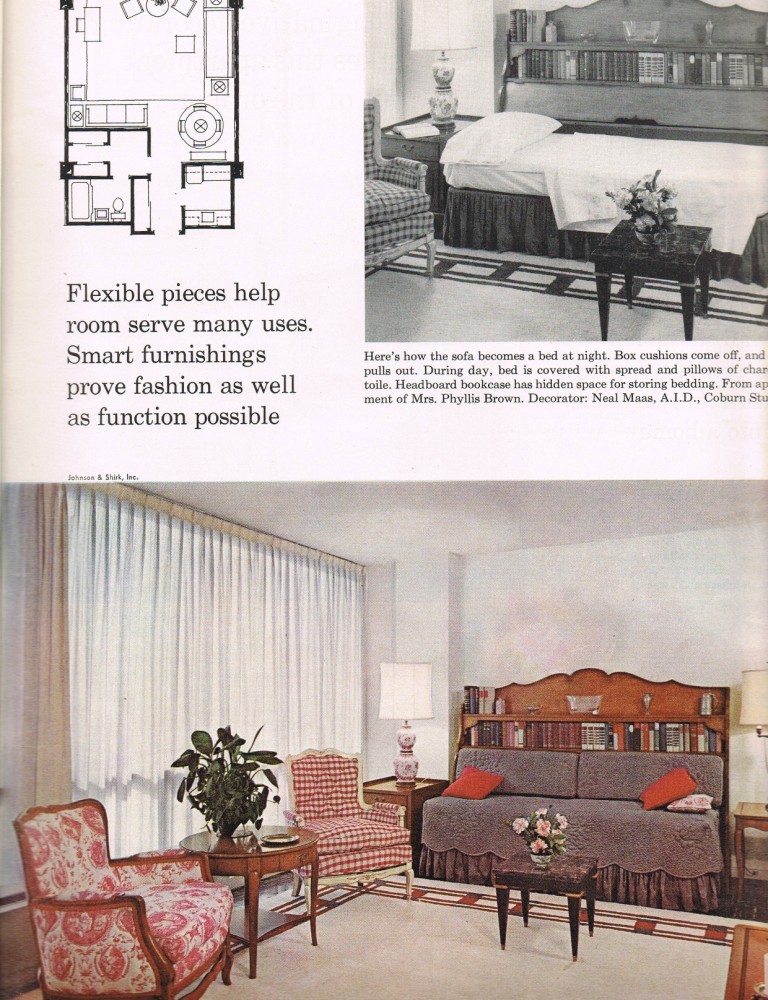 Flexible pieces help
room serve many uses.
Smart furnishings
prove fashion as well
as function possible
Here's how the sofa becomes a bed at night. Box cushions come off, and
pulls out. During day, bed is covered with spread and pillows of
toile. Headboard bookcase has hidden space for storing bedding. From
ment of Mrs. Phyllis Brown. Decorator: Neal Maas, A.I.D., Coburn
Johnson & Shirk, Inc.